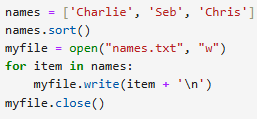 names = ['Charlie', 'Seb', 'Chris']
names.sort()
myfile = open("names.txt", "w")
for item in names:
    myfile.write(item + '\n')
myfile.close()